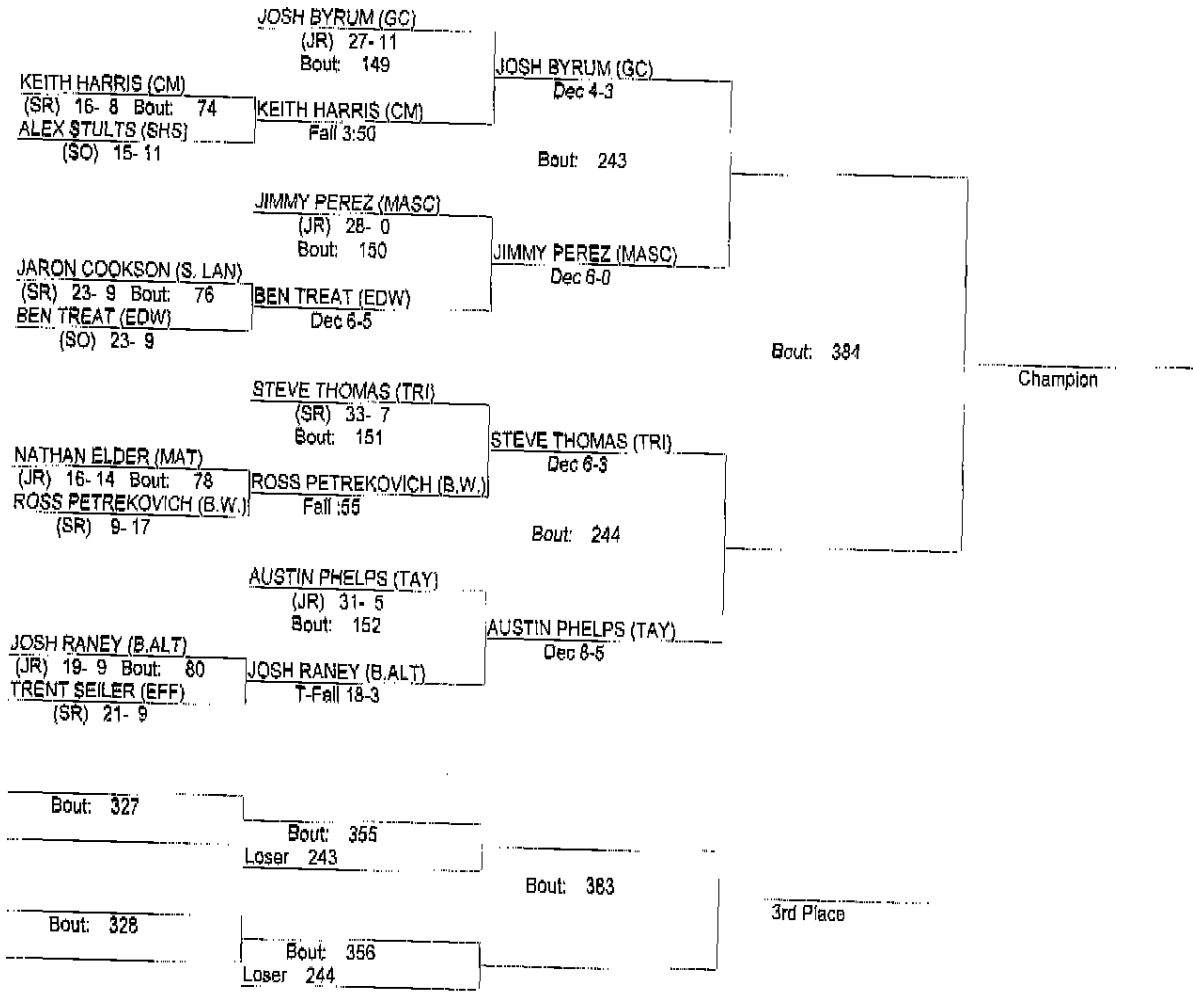 JOSH BYRUM (GC)
(JR) 27- 11
Bout: 149
JOSH BYRUM (GC)
Dec 4-3
KEITH HARRIS (CM)
(SR) 16- 8 Bout: 74
KEITH HARRIS (CM)
Fall 3:50
ALEX STULTS (SHS)
(SO) 15- 11
Bout: 243
JIMMY PEREZ (MASC)
(JR) 28- 0
Bout: 150
JIMMY PEREZ (MASC)
Dec 6-0
JARON COOKSON (S. LAN)
(SR) 23- 9 Bout: 76
BEN TREAT (EDW)
Dec 6-5
BEN TREAT (EDW)
(SO) 23- 9
Bout: 384
Champion
STEVE THOMAS (TRI)
(SR) 33- 7
Bout: 151
STEVE THOMAS (TRI)
Dec 6-3
NATHAN ELDER (MAT)
(JR) 16- 14 Bout: 78
ROSS PETREKOVICH (B.W.)
Fall :55
ROSS PETREKOVICH (B.W.)
(SR) 9- 17
Bout: 244
AUSTIN PHELPS (TAY)
(JR) 31- 5
Bout: 152
AUSTIN PHELPS (TAY)
Dec 8-5
JOSH RANEY (B.ALT)
(JR) 19- 9 Bout: 80
JOSH RANEY (B.ALT)
T-Fall 18-3
TRENT SEILER (EFF)
(SR) 21- 9
Bout: 327
Bout: 355
Loser 243
Bout: 383
3rd Place
Bout: 328
Bout: 356
Loser 244